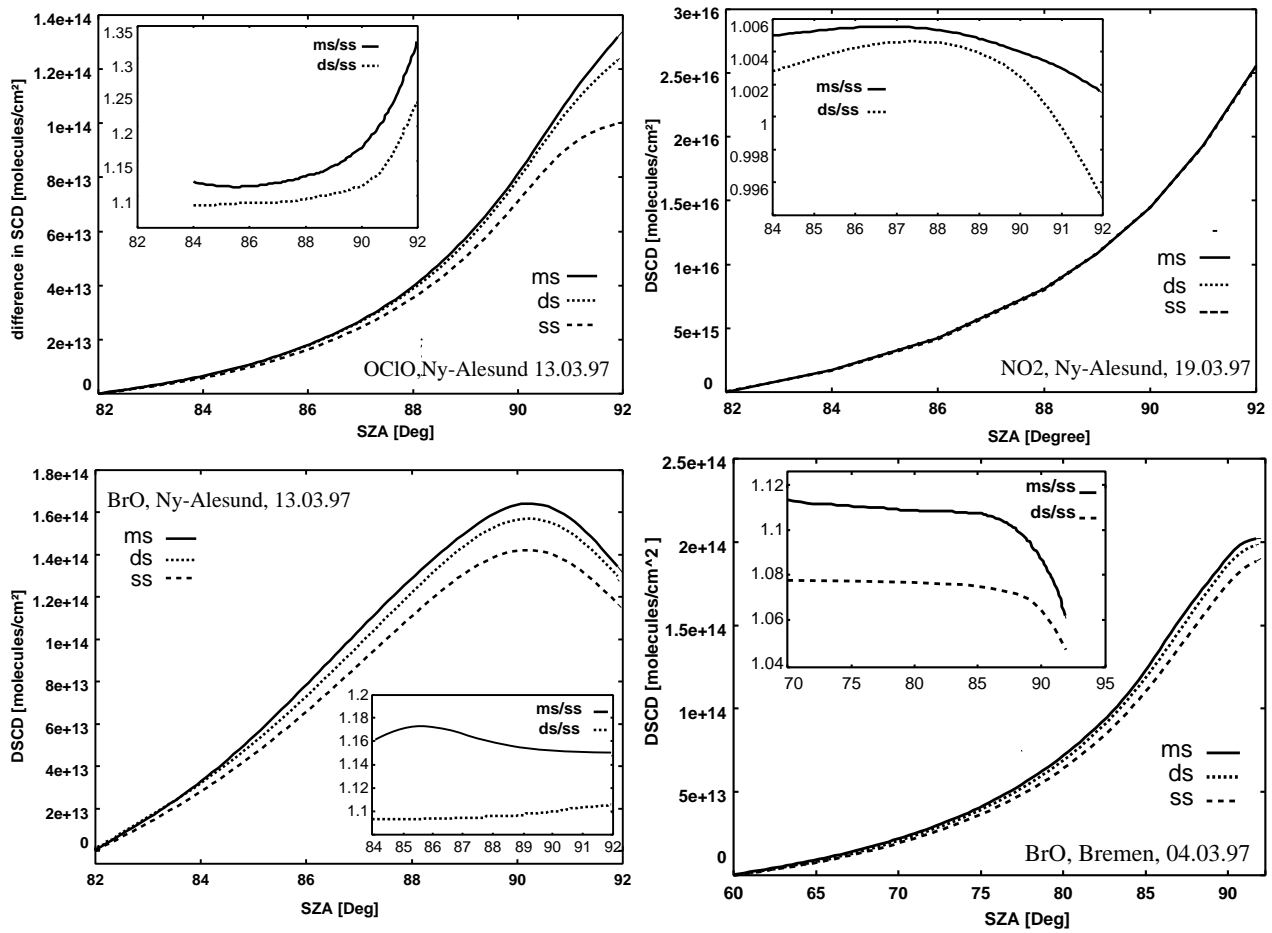 1.4e+14
1.2e+14
1e+14
8e+13
6e+13
4e+13
2e+13
0
difference in SCD [molecules/cm²]
1.35
1.3
1.25
1.2
1.15
1.1
82 84 86 88 90 92
ms/ss
ds/ss
ms
ds
ss
OClO,Ny-Alesund 13.03.97
82 84 86 88 90 92
SZA [Deg]
3e+16
2.5e+16
2e+16
1.5e+16
1e+16
5e+15
0
DSCD [molecules/cm²]
1.006
1.004
1.002
1
0.998
0.996
84 85 86 87 88 89 90 91 92
ms/ss
ds/ss
ms
ds
ss
NO2, Ny-Alesund, 19.03.97
82 84 86 88 90 92
SZA [Degree]
1.8e+14
1.6e+14
1.4e+14
1.2e+14
1e+14
8e+13
6e+13
4e+13
2e+13
0
DSCD [molecules/cm²]
BrO, Ny-Alesund, 13.03.97
ms
ds
ss
1.2
1.18
1.16
1.14
1.12
1.1
84 85 86 87 88 89 90 91 92
ms/ss
ds/ss
82 84 86 88 90 92
SZA [Deg]
2.5e+14
2e+14
1.5e+14
1e+14
5e+13
0
DSCD [molecules/cm^2 ]
1.12
1.11
1.08
1.06
1.04
70 75 80 85 90 95
ms/ss
ds/ss
ms
ds
ss
BrO, Bremen, 04.03.97
60 65 70 75 80 85 90
SZA [Deg]